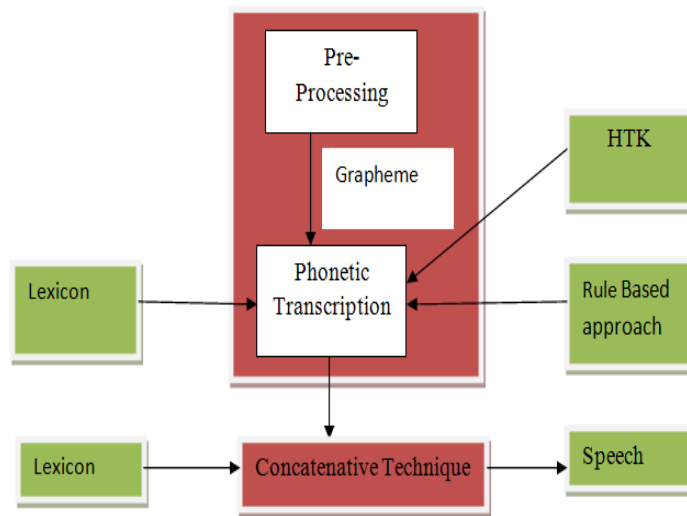 Pre-
Processing
Grapheme
HTK
Phonetic
Transcription
Lexicon
Rule Based
approach
Lexicon
Concatenative Technique
Speech